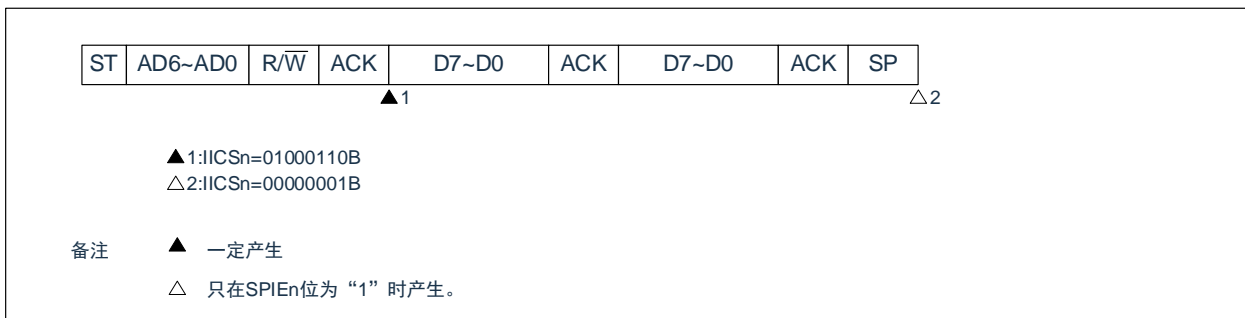 ST AD6~AD0 R/W̅ ACK D7~D0 ACK D7~D0 ACK SP
▲1 △2
▲1:IICSn=01000110B
△2:IICSn=00000001B
备注 ▲ 一定产生
△ 只在SPIEn位为“1”时产生。